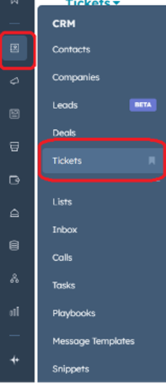 Tickets
CRM
Contacts
Companies
Leads BETA
Deals
Tickets
Lists
Inbox
Calls
Tasks
Playbooks
Message Templates
Snippets